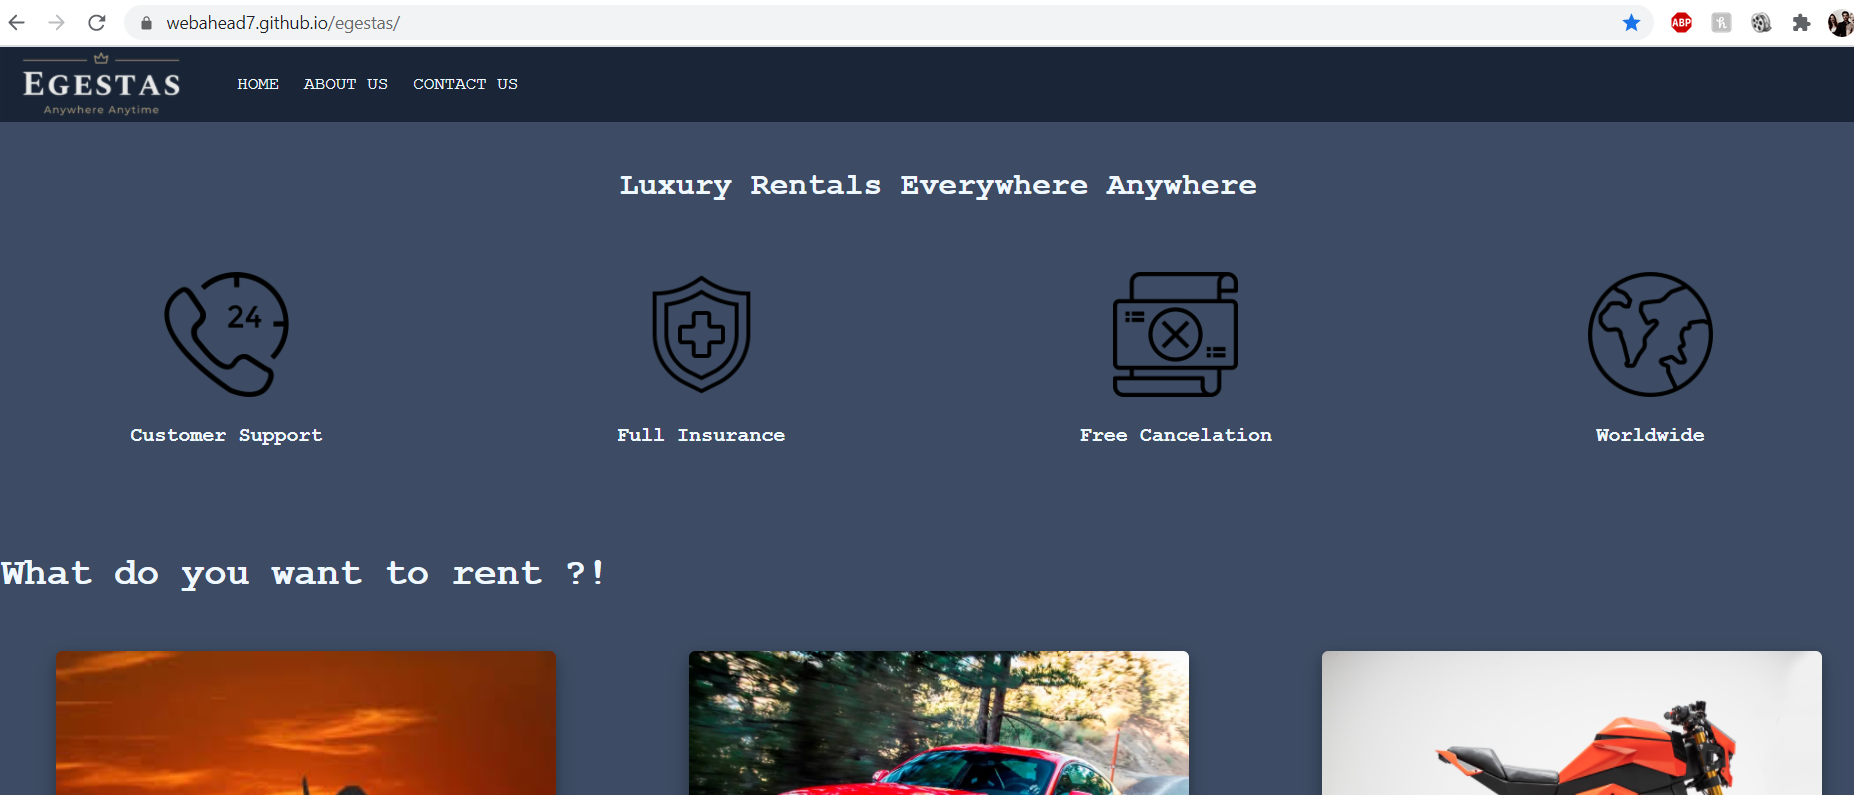 webahead7.github.io/egestas/
ABP
EGESTAS
Anywhere Anytime
HOME ABOUT US CONTACT US
Luxury Rentals Everywhere Anywhere
24
Customer Support Full Insurance Free Cancelation Worldwide
What do you want to rent ?!